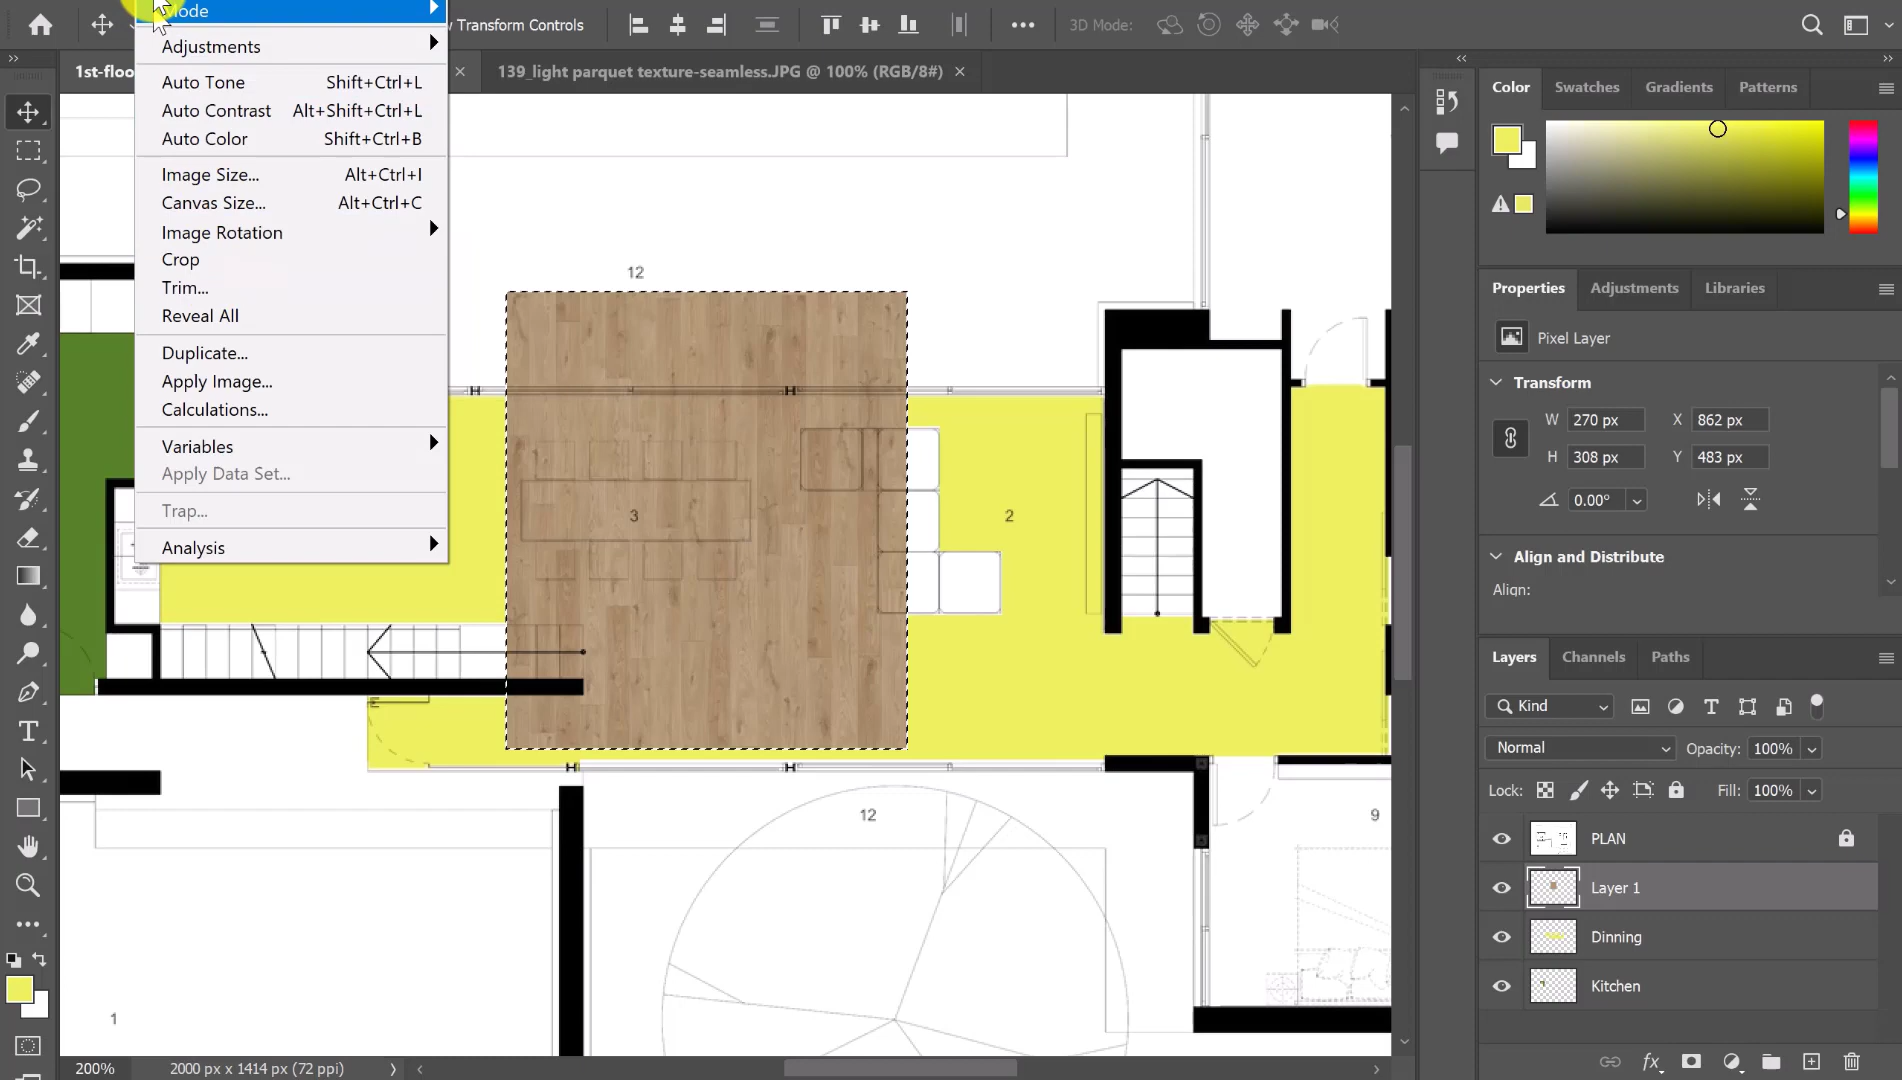 Mode
Transform Controls
3D Mode:
1st-floo
139_light parquet texture-seamless.JPG @ 100% (RGB/8#)
Adjustments
Auto Tone Shift+Ctrl+L
Auto Contrast Alt+Shift+Ctrl+L
Auto Color Shift+Ctrl+B
Image Size... Alt+Ctrl+I
Canvas Size... Alt+Ctrl+C
Image Rotation
Crop
Trim...
Reveal All
Duplicate...
Apply Image...
Calculations...
Variables
Apply Data Set...
Trap...
Analysis
12
3
2
12
9
1
Color Swatches Gradients Patterns
Properties Adjustments Libraries
Pixel Layer
Transform
W 270 px X 862 px
H 308 px Y 483 px
0.00°
Align and Distribute
Align:
Layers Channels Paths
Kind
Normal Opacity: 100%
Lock: Fill: 100%
PLAN
Layer 1
Dinning
Kitchen
fx
200% 2000 px x 1414 px (72 ppi)